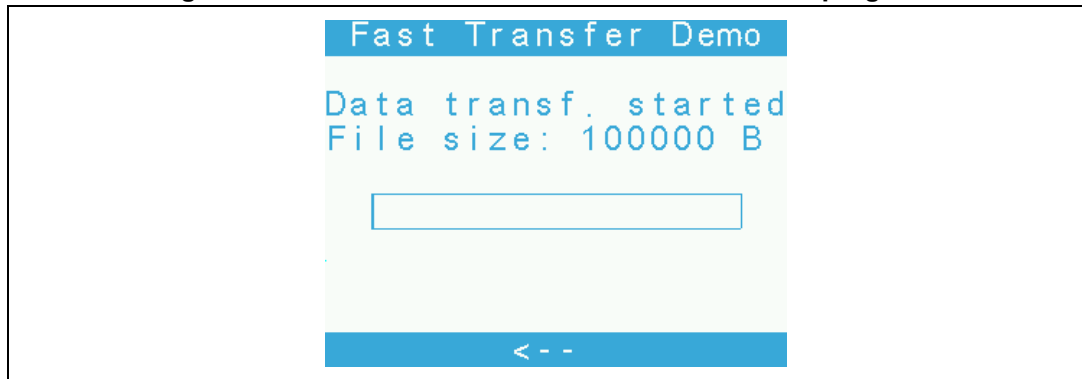 Fast Transfer Demo
Data transf. started
File size: 100000 B
<--